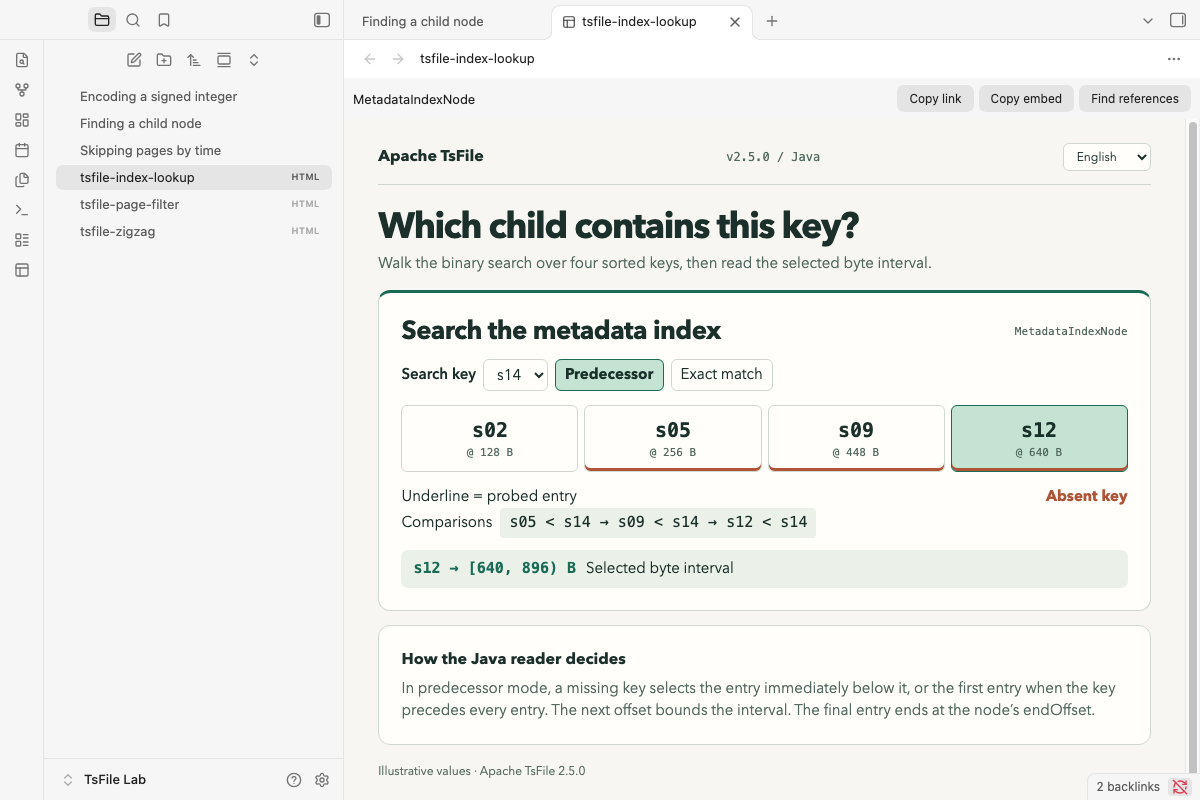 Finding a child node
tsfile-index-lookup
tsfile-index-lookup
Encoding a signed integer
Finding a child node
Skipping pages by time
tsfile-index-lookup HTML
tsfile-page-filter HTML
tsfile-zigzag HTML
TsFile Lab
MetadataIndexNode
Copy link
Copy embed
Find references
Apache TsFile
v2.5.0 / Java
English
Which child contains this key?
Walk the binary search over four sorted keys, then read the selected byte interval.
Search the metadata index
MetadataIndexNode
Search key s14 Predecessor Exact match
s02
@ 128 B
s05
@ 256 B
s09
@ 448 B
s12
@ 640 B
Underline = probed entry
Absent key
Comparisons s05 < s14 → s09 < s14 → s12 < s14
s12 → [640, 896) B Selected byte interval
How the Java reader decides
In predecessor mode, a missing key selects the entry immediately below it, or the first entry when the key
precedes every entry. The next offset bounds the interval. The final entry ends at the node’s endOffset.
Illustrative values · Apache TsFile 2.5.0
2 backlinks